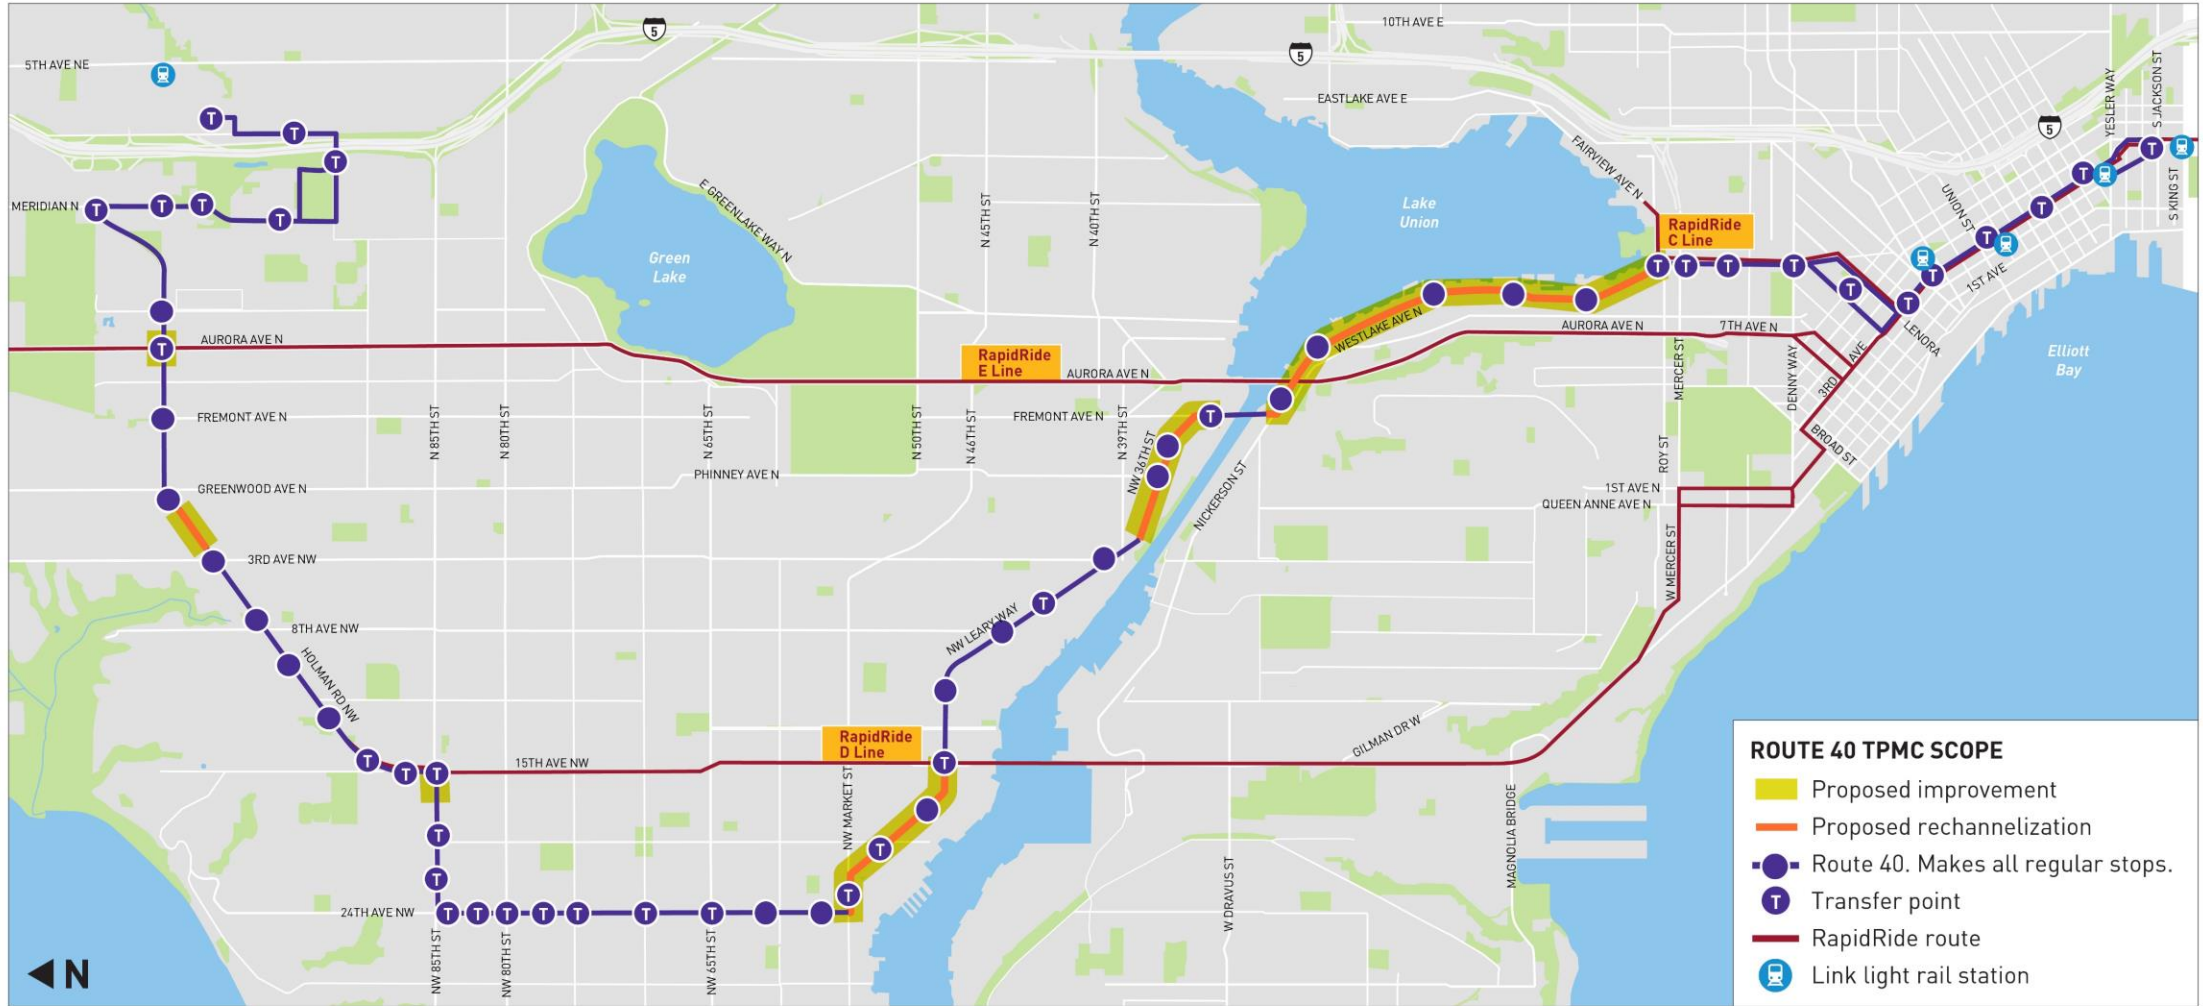 10TH AVE E
5
5
5TH AVE NE
EASTLAKE AVE E
5
YESLER WAY
S JACKSON ST
T
T
T
FAIRVIEW AVE N
T
T
MERIDIAN N
T
T
T
T
E GREENLAKE WAY N
N 45TH ST
N 40TH ST
Lake
Union
UNION ST
T
S KING ST
RapidRide
C Line
T
Green
Lake
T
T
T
T
T
T
T
1ST AVE
T
WESTLAKE AVE N
AURORA AVE N
7TH AVE N
LENORA
AURORA AVE N
T
RapidRide
E Line
AURORA AVE N
MERCER ST
DENNY WAY
3RD
AVE
Elliott
Bay
FREMONT AVE N
N 85TH ST
N 80TH ST
N 65TH ST
N 50TH ST
N 46TH ST
FREMONT AVE N
N 39TH ST
T
NW 36TH ST
ROY ST
BROAD ST
PHINNEY AVE N
GREENWOOD AVE N
NICKERSON ST
1ST AVE N
QUEEN ANNE AVE N
3RD AVE NW
W MERCER ST
T
8TH AVE NW
NW LEARY WAY
HOLMAN RD NW
RapidRide
D Line
GILMAN DR W
T
T
T
15TH AVE NW
T
NW MARKET ST
MAGNOLIA BRIDGE
T
T
T
T
W DRAVUS ST
24TH AVE NW
T
T
T
T
T
T
T
NW 85TH ST
NW 80TH ST
NW 65TH ST
N
ROUTE 40 TPMC SCOPE
Proposed improvement
Proposed rechannelization
Route 40. Makes all regular stops.
T
Transfer point
RapidRide route
Link light rail station